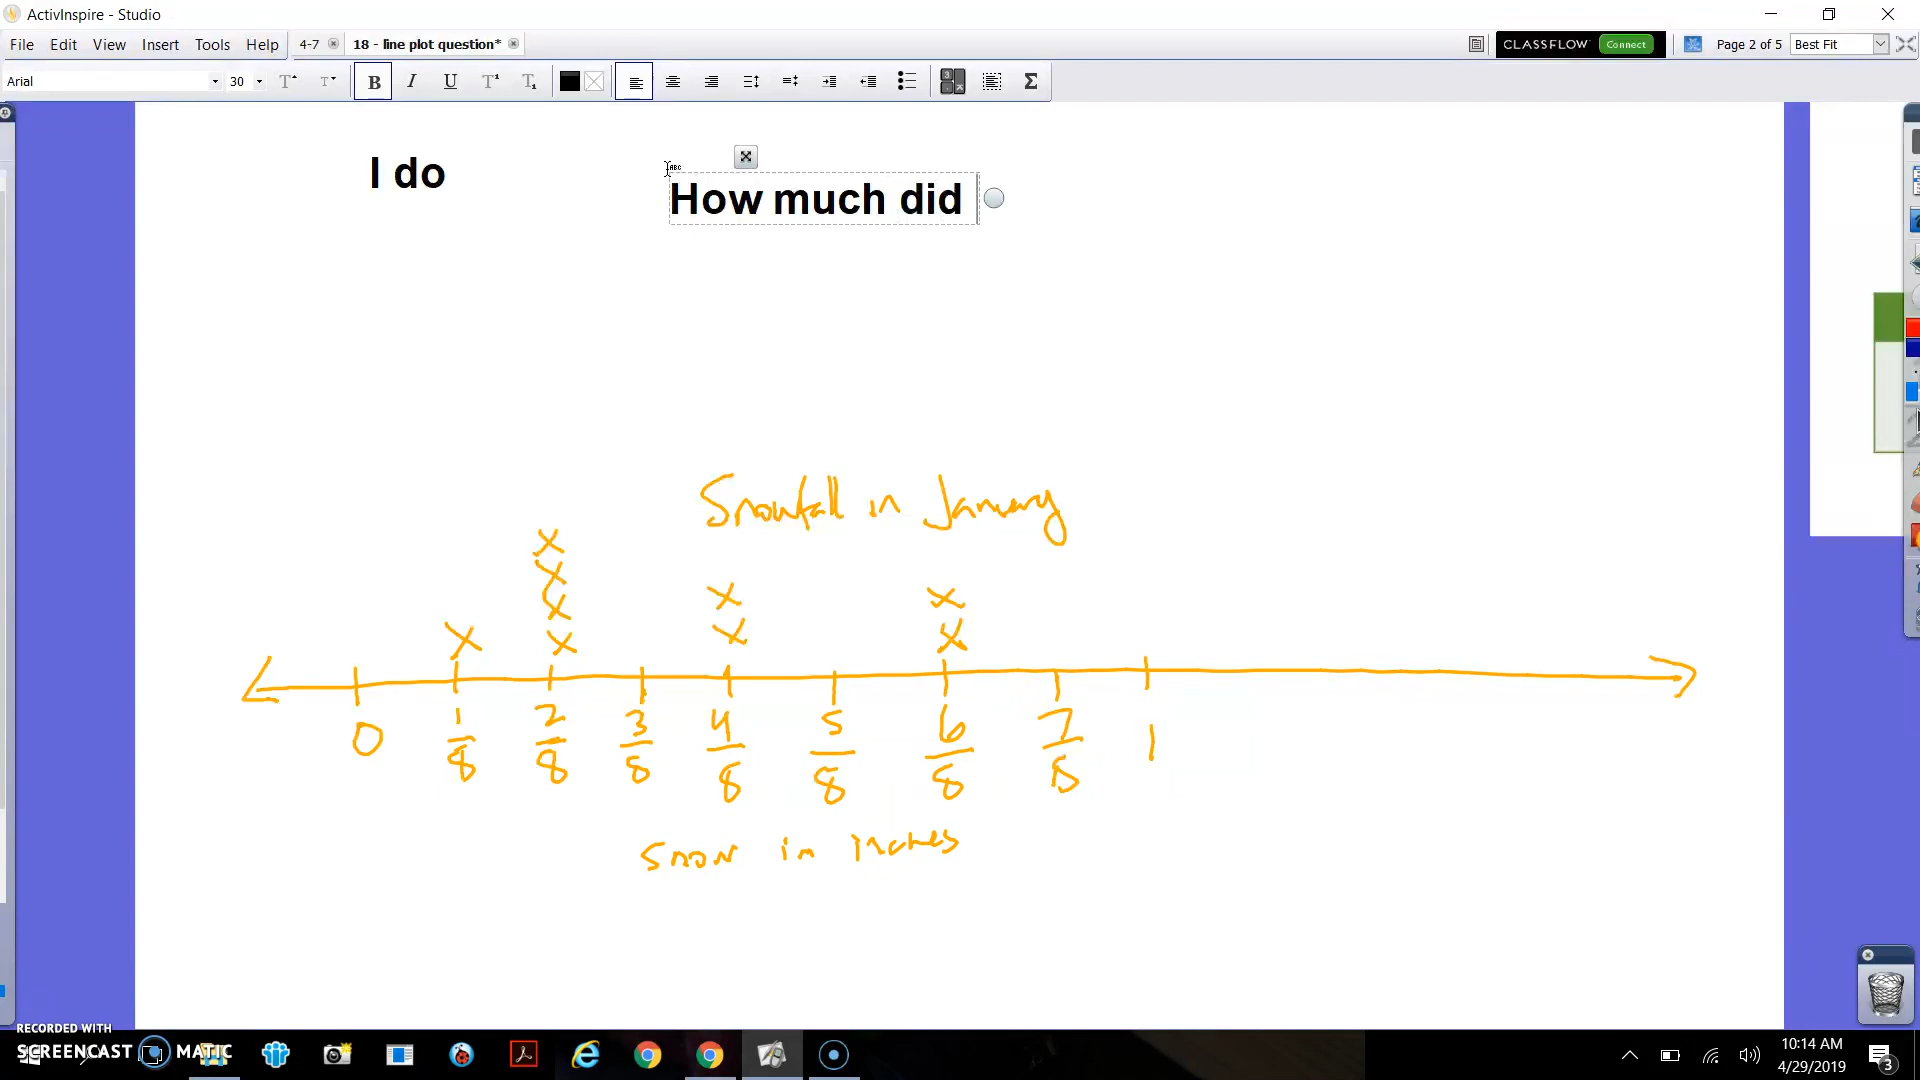 ActivInspire - Studio
File Edit View Insert Tools Help 4-7 18 - line plot question* CLASSFLOW Connect Page 2 of 5 Best Fit
Arial 30 B I U T T Σ
I do
How much did
Snowfall in January
X
X
X X X
X X X X X
0 1/8 2/8 3/8 4/8 5/8 6/8 7/8 1
Snow in inches
RECORDED WITH
SCREENCAST MATIC
10:14 AM
4/29/2019
3